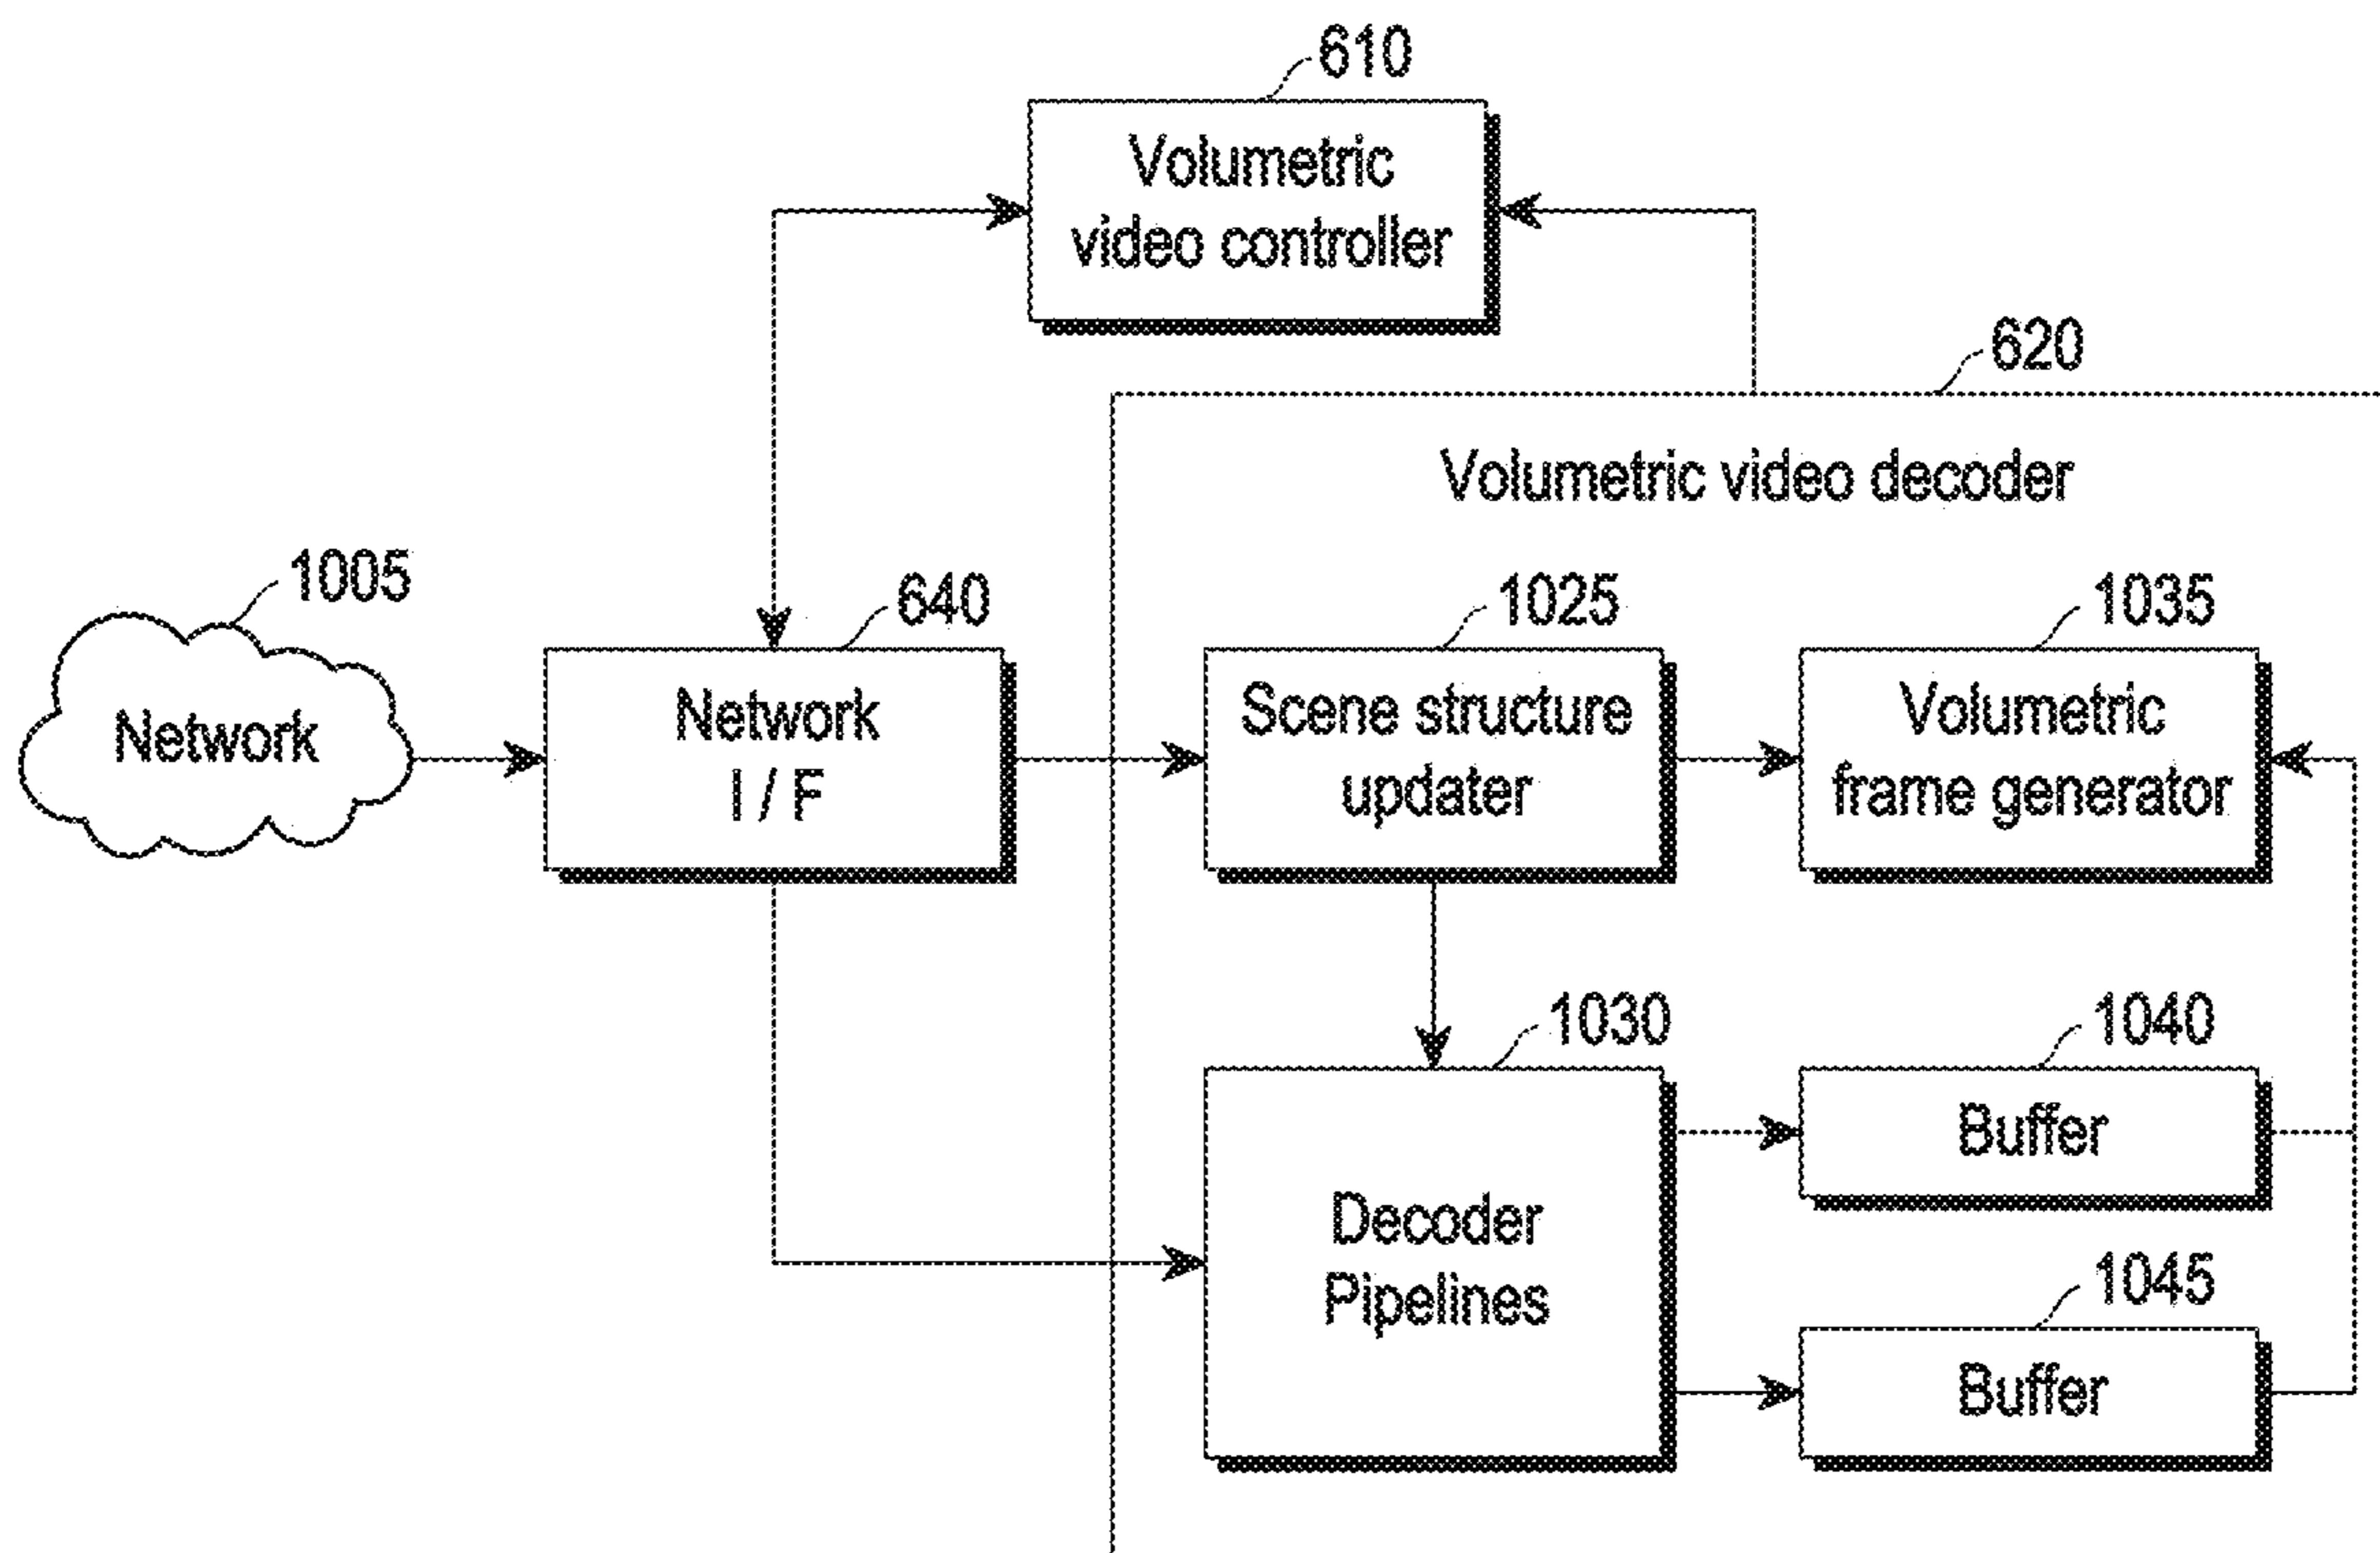 610
Volumetric
video controller
620
Volumetric video decoder
1005
Network
640
Network
I / F
1025
Scene structure
updater
1035
Volumetric
frame generator
1030
Decoder
Pipelines
1040
Buffer
1045
Buffer